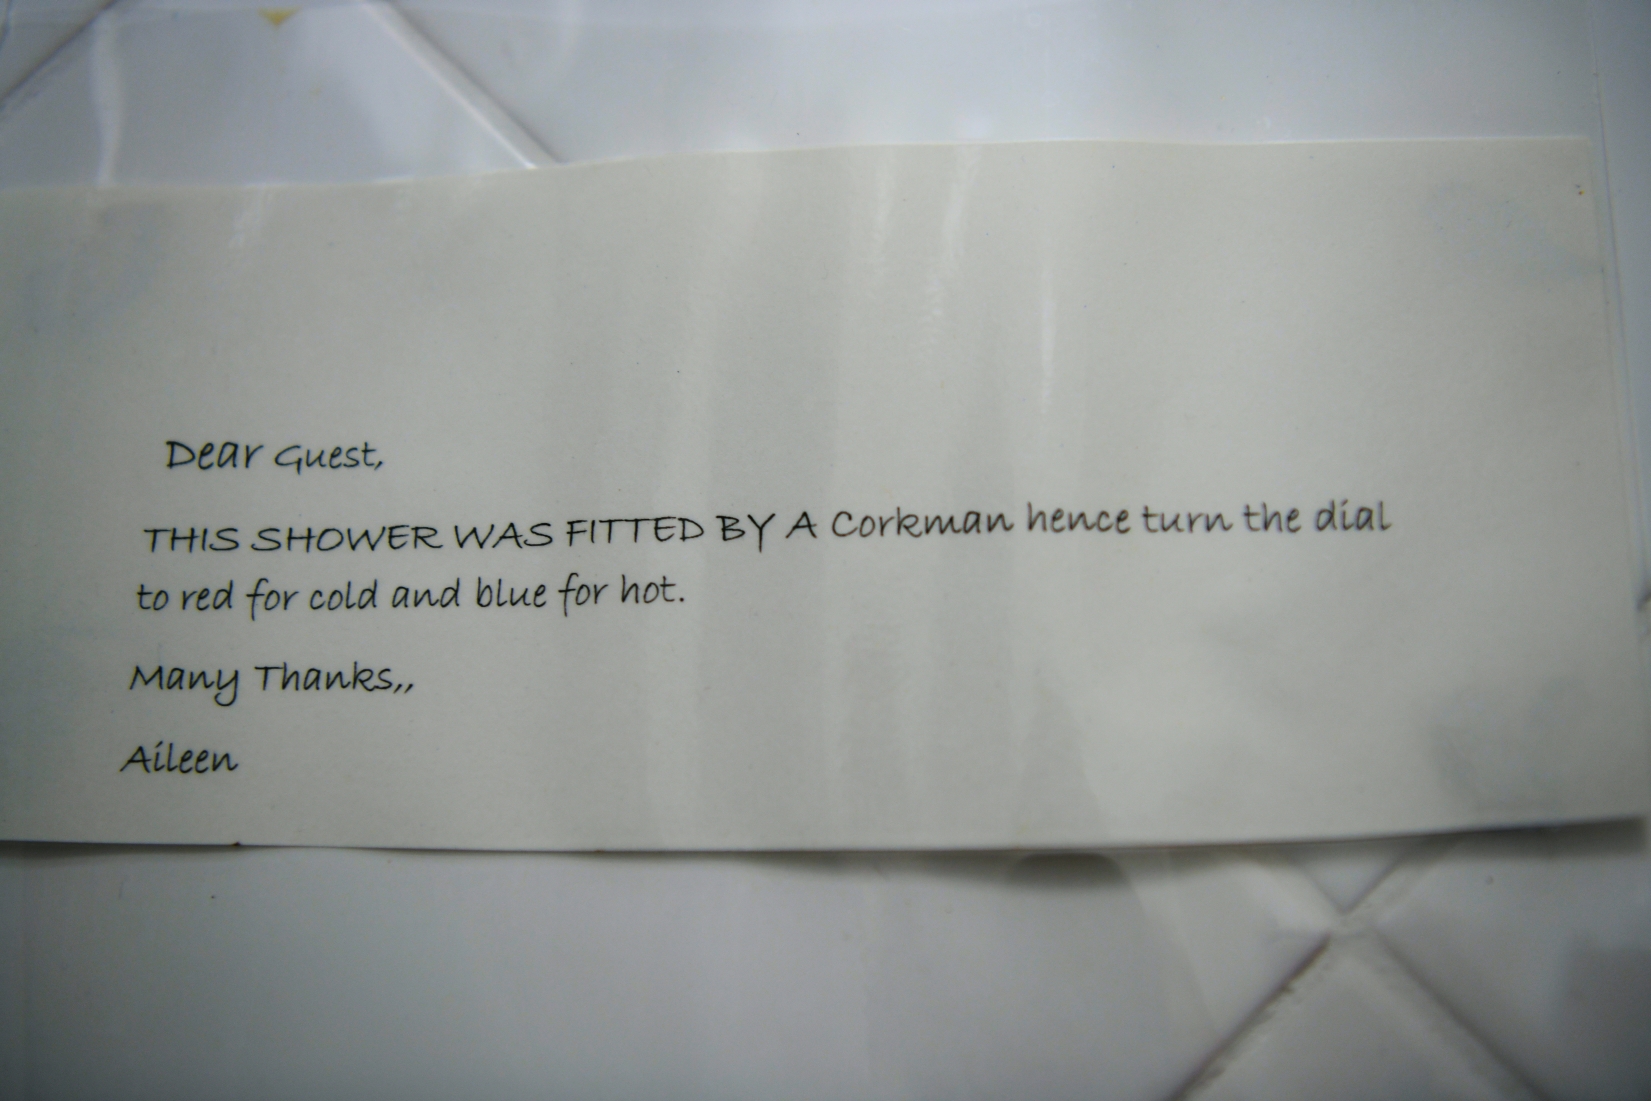 Dear Guest,
THIS SHOWER WAS FITTED BY A Corkman hence turn the dial
to red for cold and blue for hot.
Many Thanks,,
Aileen